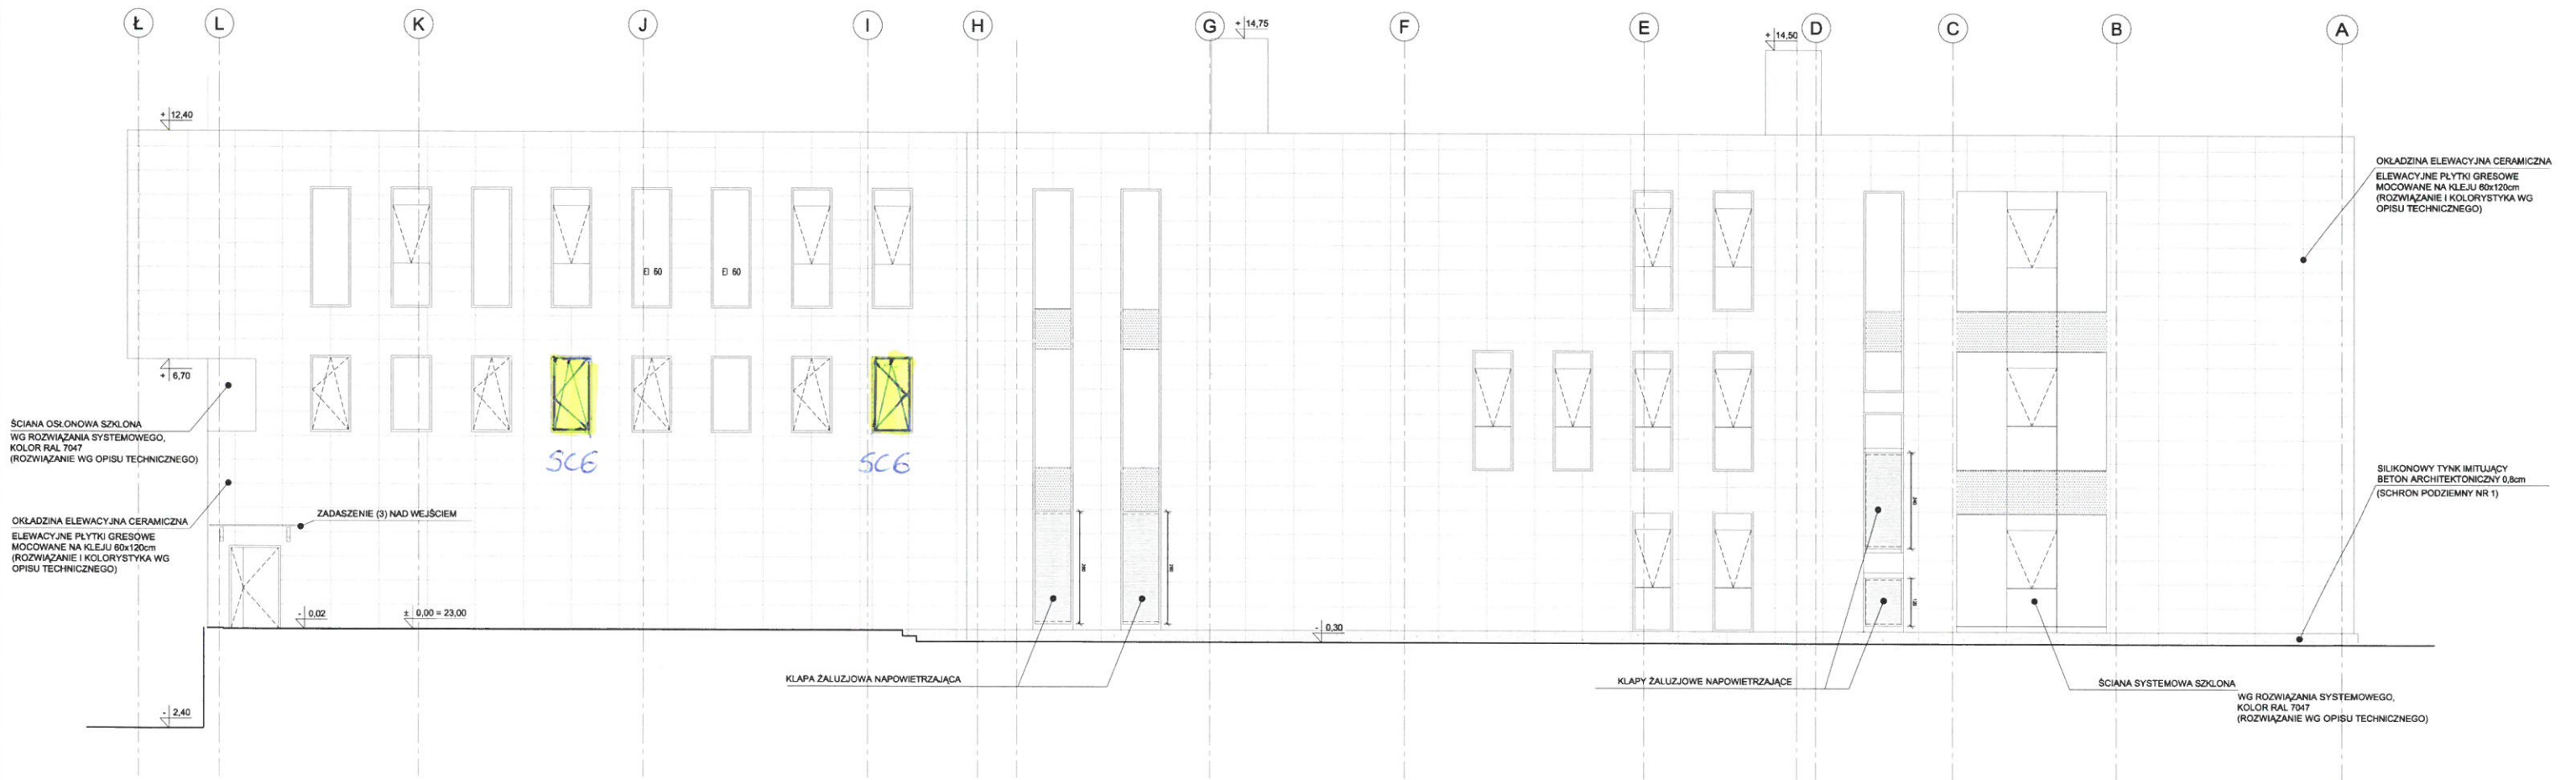 Ł L K J I H G F E D C B A
+ 14,75
+ 14,50
+ 12,40
OKŁADZINA ELEWACYJNA CERAMICZNA
ELEWACYJNE PŁYTKI GRESOWE
MOCOWANE NA KLEJU 60x120cm
(ROZWIĄZANIE I KOLORYSTYKA WG
OPISU TECHNICZNEGO)
EI 60
EI 60
+ 6,70
ŚCIANA OSŁONOWA SZKLONA
WG ROZWIĄZANIA SYSTEMOWEGO,
KOLOR RAL 7047
(ROZWIĄZANIE WG OPISU TECHNICZNEGO)
SC6
SC6
SILIKONOWY TYNK IMITUJĄCY
BETON ARCHITEKTONICZNY 0,8cm
(SCHRON PODZIEMNY NR 1)
OKŁADZINA ELEWACYJNA CERAMICZNA
ELEWACYJNE PŁYTKI GRESOWE
MOCOWANE NA KLEJU 60x120cm
(ROZWIĄZANIE I KOLORYSTYKA WG
OPISU TECHNICZNEGO)
ZADASZENIE (3) NAD WEJŚCIEM
- 0,02
± 0,00 = 23,00
- 0,30
KLAPA ŻALUZJOWA NAPOWIETRZAJĄCA
KLAPY ŻALUZJOWE NAPOWIETRZAJĄCE
ŚCIANA SYSTEMOWA SZKLONA
WG ROZWIĄZANIA SYSTEMOWEGO,
KOLOR RAL 7047
(ROZWIĄZANIE WG OPISU TECHNICZNEGO)
- 2,40